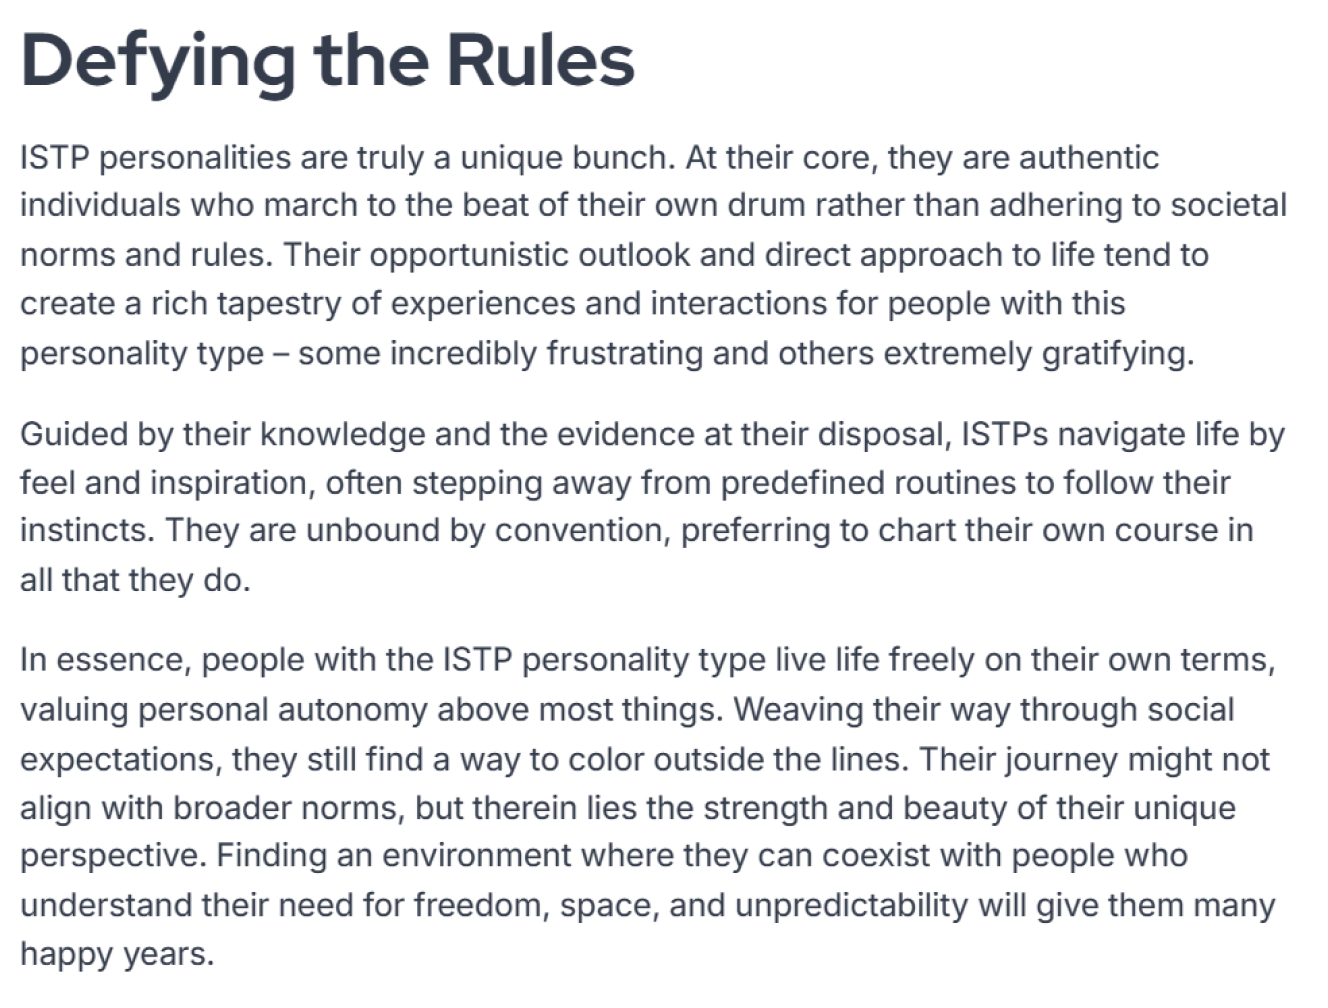 Defying the Rules
ISTP personalities are truly a unique bunch. At their core, they are authentic
individuals who march to the beat of their own drum rather than adhering to societal
norms and rules. Their opportunistic outlook and direct approach to life tend to
create a rich tapestry of experiences and interactions for people with this
personality type – some incredibly frustrating and others extremely gratifying.
Guided by their knowledge and the evidence at their disposal, ISTPs navigate life by
feel and inspiration, often stepping away from predefined routines to follow their
instincts. They are unbound by convention, preferring to chart their own course in
all that they do.
In essence, people with the ISTP personality type live life freely on their own terms,
valuing personal autonomy above most things. Weaving their way through social
expectations, they still find a way to color outside the lines. Their journey might not
align with broader norms, but therein lies the strength and beauty of their unique
perspective. Finding an environment where they can coexist with people who
understand their need for freedom, space, and unpredictability will give them many
happy years.